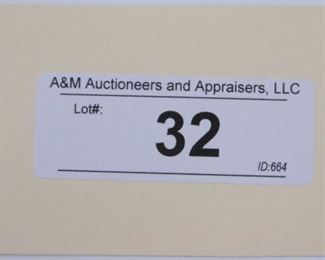 A&M Auctioneers and Appraisers, LLC
Lot#:
32
ID:664